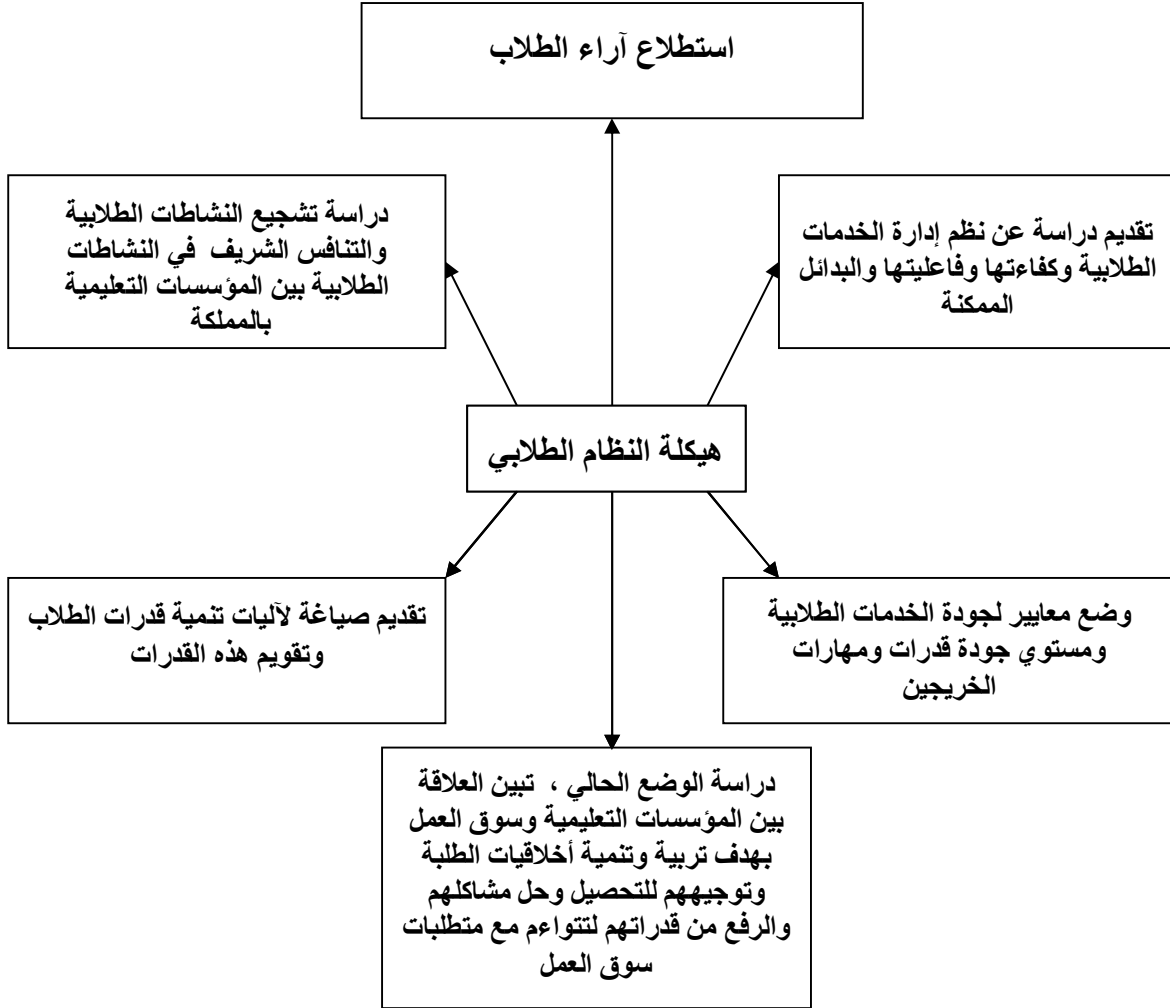 استطلاع آراء الطلاب
تقديم دراسة عن نظم إدارة الخدمات
الطلابية وكفاءتها وفاعليتها والبدائل
الممكنة
دراسة تشجيع النشاطات الطلابية
والتنافس الشريف في النشاطات
الطلابية بين المؤسسات التعليمية
بالمملكة
هيكلة النظام الطلابي
وضع معايير لجودة الخدمات الطلابية
ومستوي جودة قدرات ومهارات
الخريجين
تقديم صياغة لآليات تنمية قدرات الطلاب
وتقويم هذه القدرات
دراسة الوضع الحالي ، تبين العلاقة
بين المؤسسات التعليمية وسوق العمل
بهدف تربية وتنمية أخلاقيات الطلبة
وتوجيههم للتحصيل وحل مشاكلهم
والرفع من قدراتهم لتتواءم مع متطلبات
سوق العمل